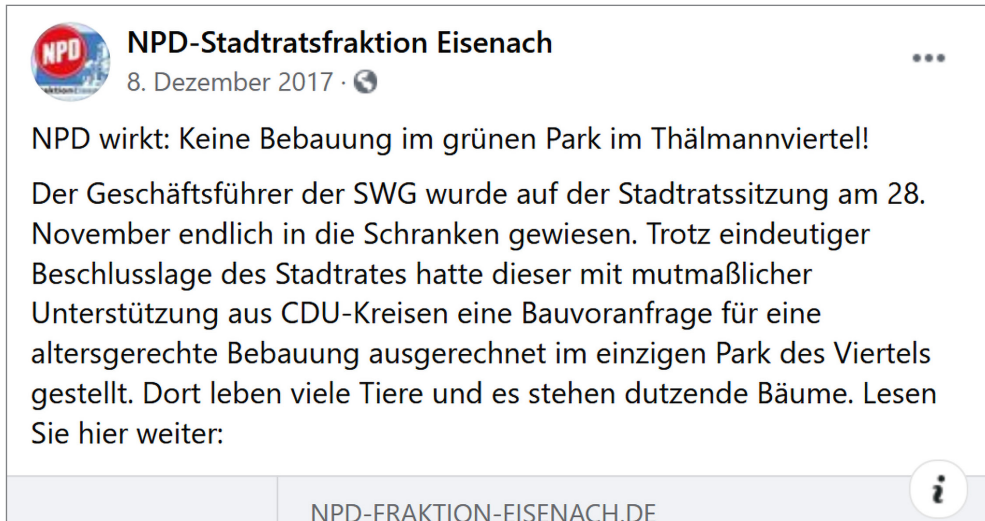 NPD
NPD-Stadtratsfraktion Eisenach
8. Dezember 2017 ·
NPD wirkt: Keine Bebauung im grünen Park im Thälmannviertel!
Der Geschäftsführer der SWG wurde auf der Stadtratssitzung am 28.
November endlich in die Schranken gewiesen. Trotz eindeutiger
Beschlusslage des Stadtrates hatte dieser mit mutmaßlicher
Unterstützung aus CDU-Kreisen eine Bauvoranfrage für eine
altersgerechte Bebauung ausgerechnet im einzigen Park des Viertels
gestellt. Dort leben viele Tiere und es stehen dutzende Bäume. Lesen
Sie hier weiter:
i
NPD-FRAKTION-EISENACH.DE